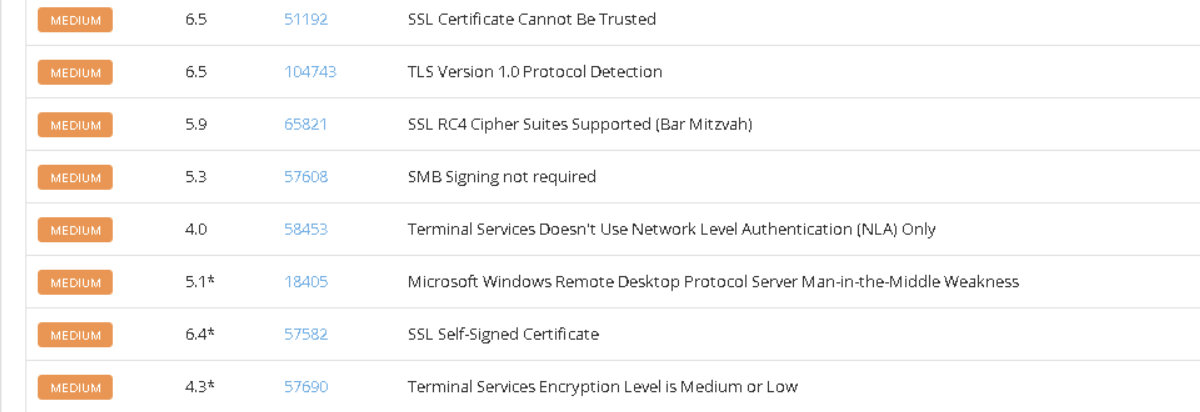 MEDIUM 6.5 51192 SSL Certificate Cannot Be Trusted
MEDIUM 6.5 104743 TLS Version 1.0 Protocol Detection
MEDIUM 5.9 65821 SSL RC4 Cipher Suites Supported (Bar Mitzvah)
MEDIUM 5.3 57608 SMB Signing not required
MEDIUM 4.0 58453 Terminal Services Doesn't Use Network Level Authentication (NLA) Only
MEDIUM 5.1* 18405 Microsoft Windows Remote Desktop Protocol Server Man-in-the-Middle Weakness
MEDIUM 6.4* 57582 SSL Self-Signed Certificate
MEDIUM 4.3* 57690 Terminal Services Encryption Level is Medium or Low